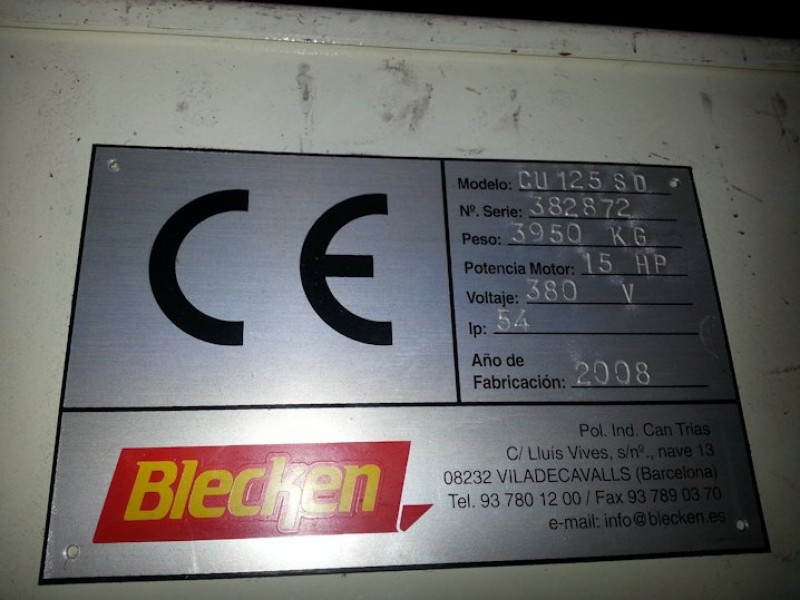 CE
Modelo: CU 125 SD
Nº. Serie: 382872
Peso: 3950 KG
Potencia Motor: 15 HP
Voltaje: 380 V
Ip: 54
Año de
Fabricación: 2008
Blecken
Pol. Ind. Can Trias
C/ Lluís Vives, s/nº., nave 13
08232 VILADECAVALLS (Barcelona)
Tel. 93 780 12 00 / Fax 93 789 03 70
e-mail: info@blecken.es